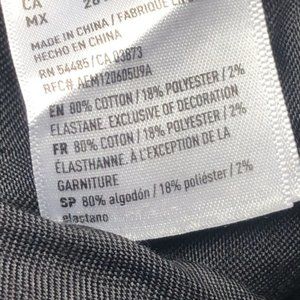 CA
MX 28
MADE IN CHINA / FABRIQUÉ
HECHO EN CHINA
RN 54485 / CA 03873
RFC# AEM120605U9A
EN 80% COTTON / 18% POLYESTER / 2%
ELASTANE. EXCLUSIVE OF DECORATION
FR 80% COTTON / 18% POLYESTER / 2%
ÉLASTHANNE. À L'EXCEPTION DE LA
GARNITURE
SP 80% algodón / 18% poliéster / 2%
elastano